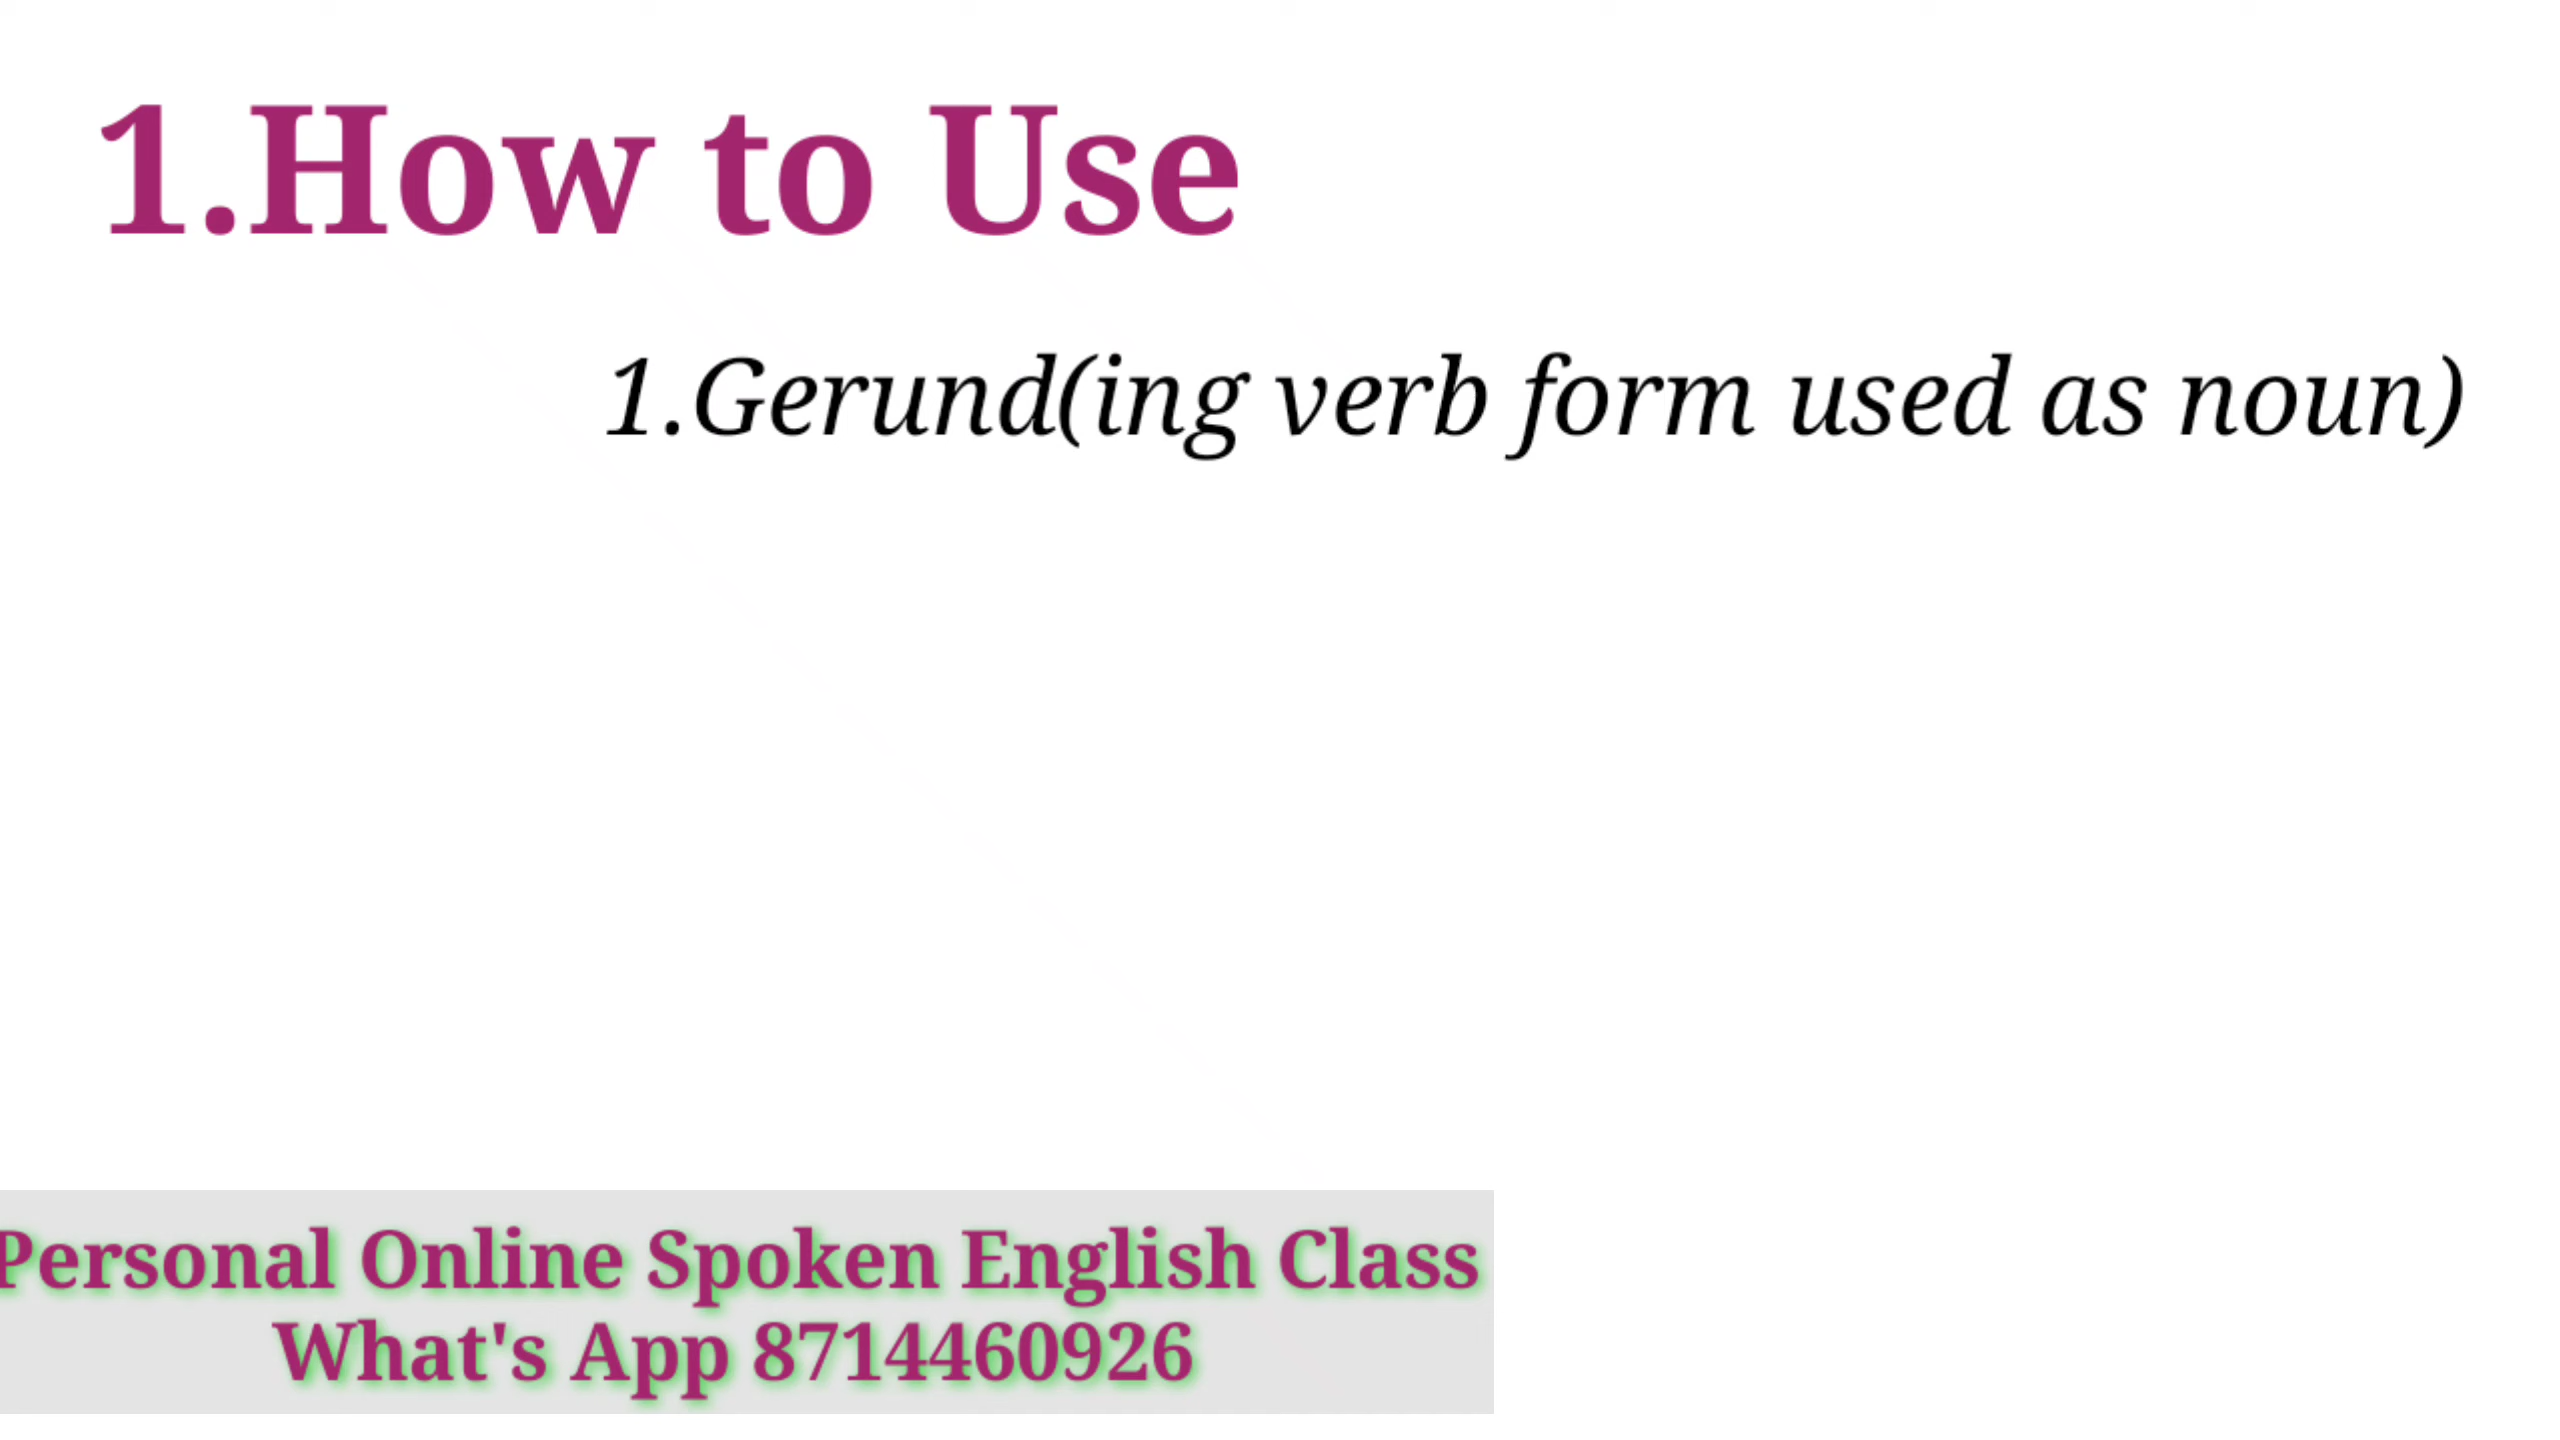 1.How to Use
1.Gerund(ing verb form used as noun)
Personal Online Spoken English Class
What's App 8714460926